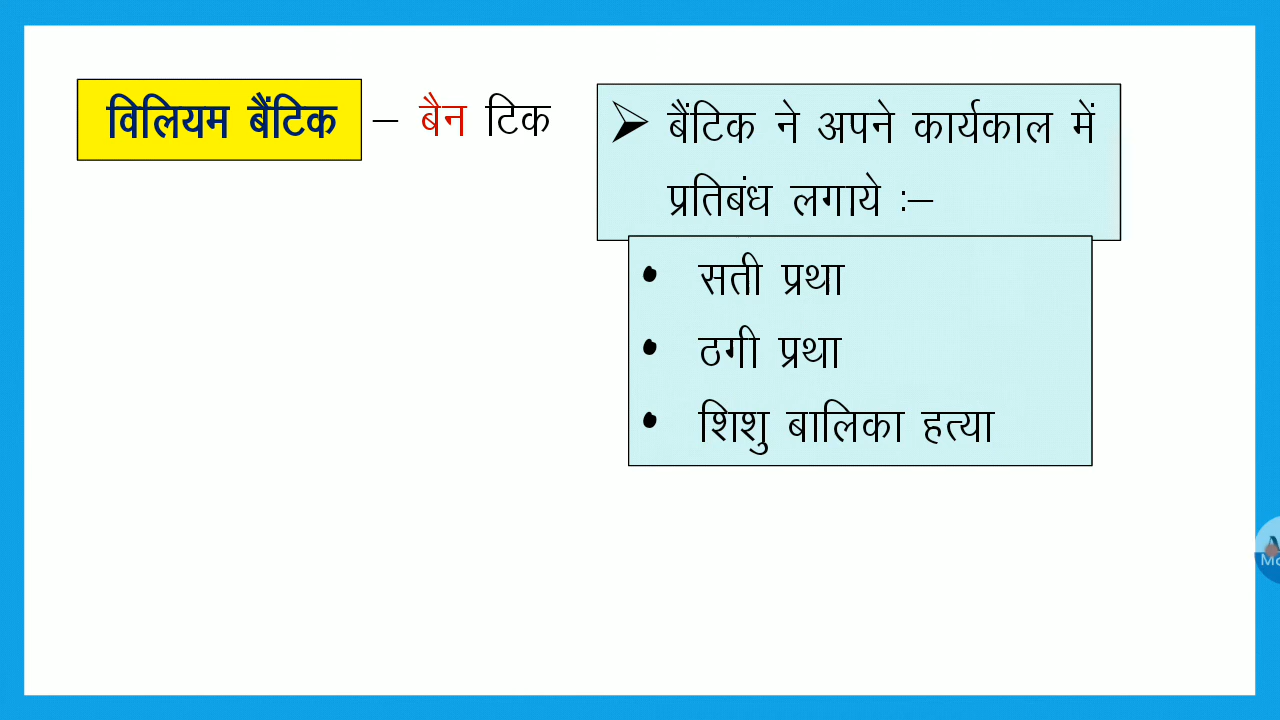 विलियम बैंटिक – बैन टिक
➢ बैंटिक ने अपने कार्यकाल में
प्रतिबंध लगाये :–
• सती प्रथा
• ठगी प्रथा
• शिशु बालिका हत्या